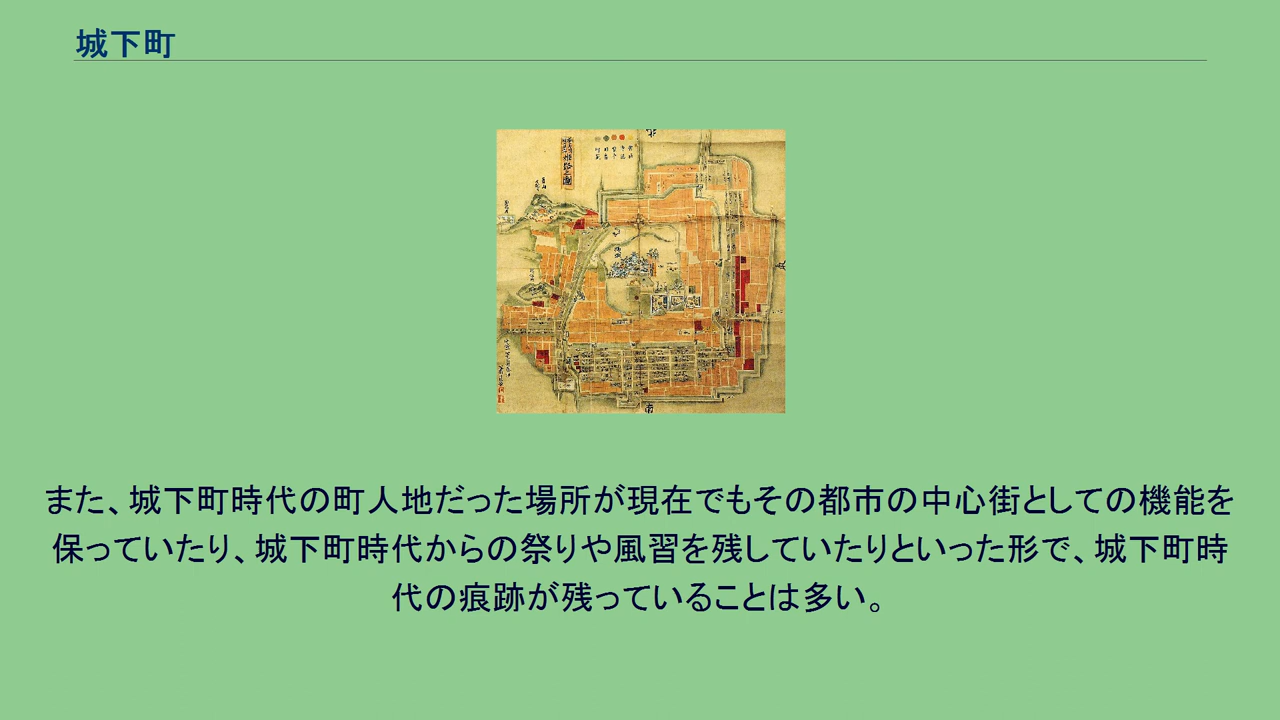 城下町
北
南
また、城下町時代の町人地だった場所が現在でもその都市の中心街としての機能を
保っていたり、城下町時代からの祭りや風習を残していたりといった形で、城下町時
代の痕跡が残っていることは多い。